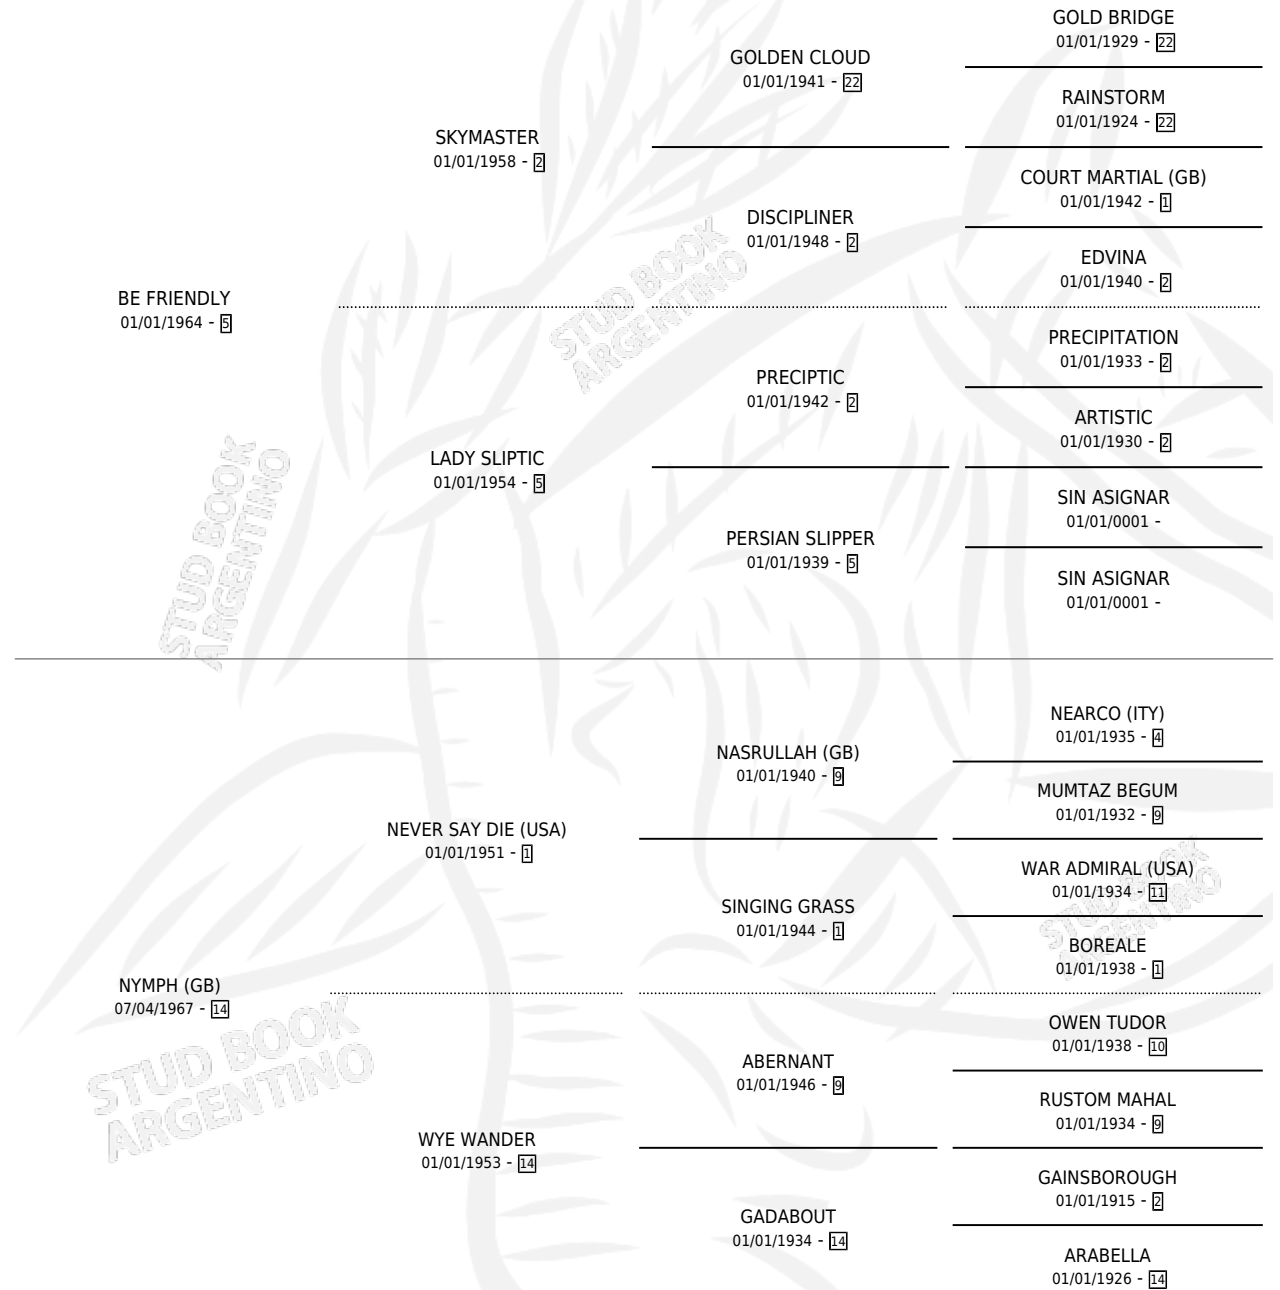 GOLD BRIDGE
01/01/1929 - 22
GOLDEN CLOUD
01/01/1941 - 22
RAINSTORM
01/01/1924 - 22
SKYMASTER
01/01/1958 - 2
COURT MARTIAL (GB)
01/01/1942 - 1
DISCIPLINER
01/01/1948 - 2
EDVINA
01/01/1940 - 2
STUD BOOK
ARGENTINO
BE FRIENDLY
01/01/1964 - 5
PRECIPITATION
01/01/1933 - 2
PRECIPTIC
01/01/1942 - 2
ARTISTIC
01/01/1930 - 2
LADY SLIPTIC
01/01/1954 - 5
SIN ASIGNAR
01/01/0001 -
PERSIAN SLIPPER
01/01/1939 - 5
SIN ASIGNAR
01/01/0001 -
STUD BOOK
ARGENTINO
NEARCO (ITY)
01/01/1935 - 4
NASRULLAH (GB)
01/01/1940 - 9
MUMTAZ BEGUM
01/01/1932 - 9
NEVER SAY DIE (USA)
01/01/1951 - 1
WAR ADMIRAL (USA)
01/01/1934 - 11
SINGING GRASS
01/01/1944 - 1
BOREALE
01/01/1938 - 1
STUD BOOK
ARGENTINO
NYMPH (GB)
07/04/1967 - 14
OWEN TUDOR
01/01/1938 - 10
ABERNANT
01/01/1946 - 9
RUSTOM MAHAL
01/01/1934 - 9
STUD BOOK
ARGENTINO
WYE WANDER
01/01/1953 - 14
GAINSBOROUGH
01/01/1915 - 2
GADABOUT
01/01/1934 - 14
ARABELLA
01/01/1926 - 14